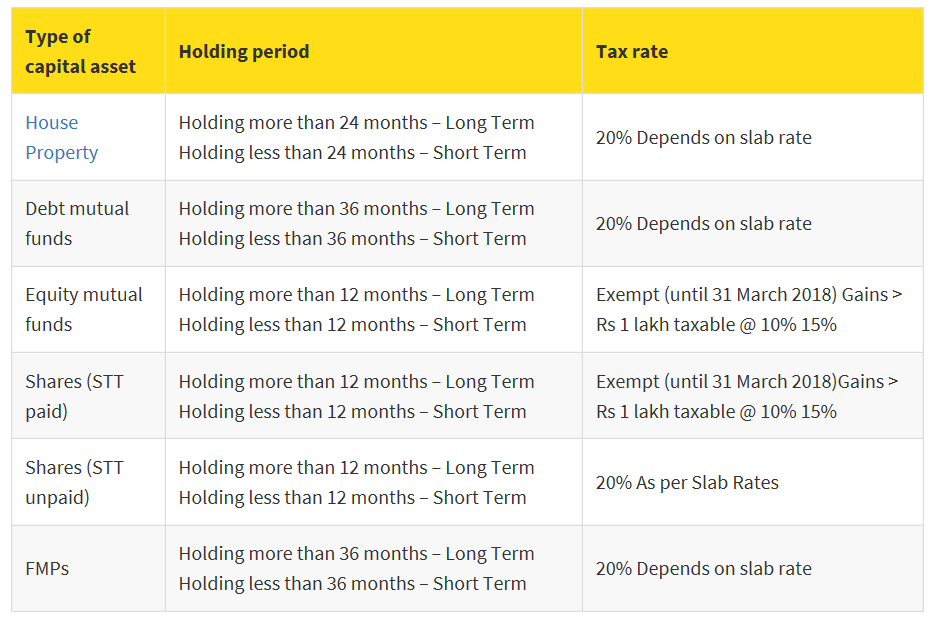 Type of
capital asset
Holding period
Tax rate
House
Property
Holding more than 24 months – Long Term
Holding less than 24 months – Short Term
20% Depends on slab rate
Debt mutual
funds
Holding more than 36 months – Long Term
Holding less than 36 months – Short Term
20% Depends on slab rate
Equity mutual
funds
Holding more than 12 months – Long Term
Holding less than 12 months – Short Term
Exempt (until 31 March 2018) Gains >
Rs 1 lakh taxable @ 10% 15%
Shares (STT
paid)
Holding more than 12 months – Long Term
Holding less than 12 months – Short Term
Exempt (until 31 March 2018)Gains >
Rs 1 lakh taxable @ 10% 15%
Shares (STT
unpaid)
Holding more than 12 months – Long Term
Holding less than 12 months – Short Term
20% As per Slab Rates
FMPs
Holding more than 36 months – Long Term
Holding less than 36 months – Short Term
20% Depends on slab rate